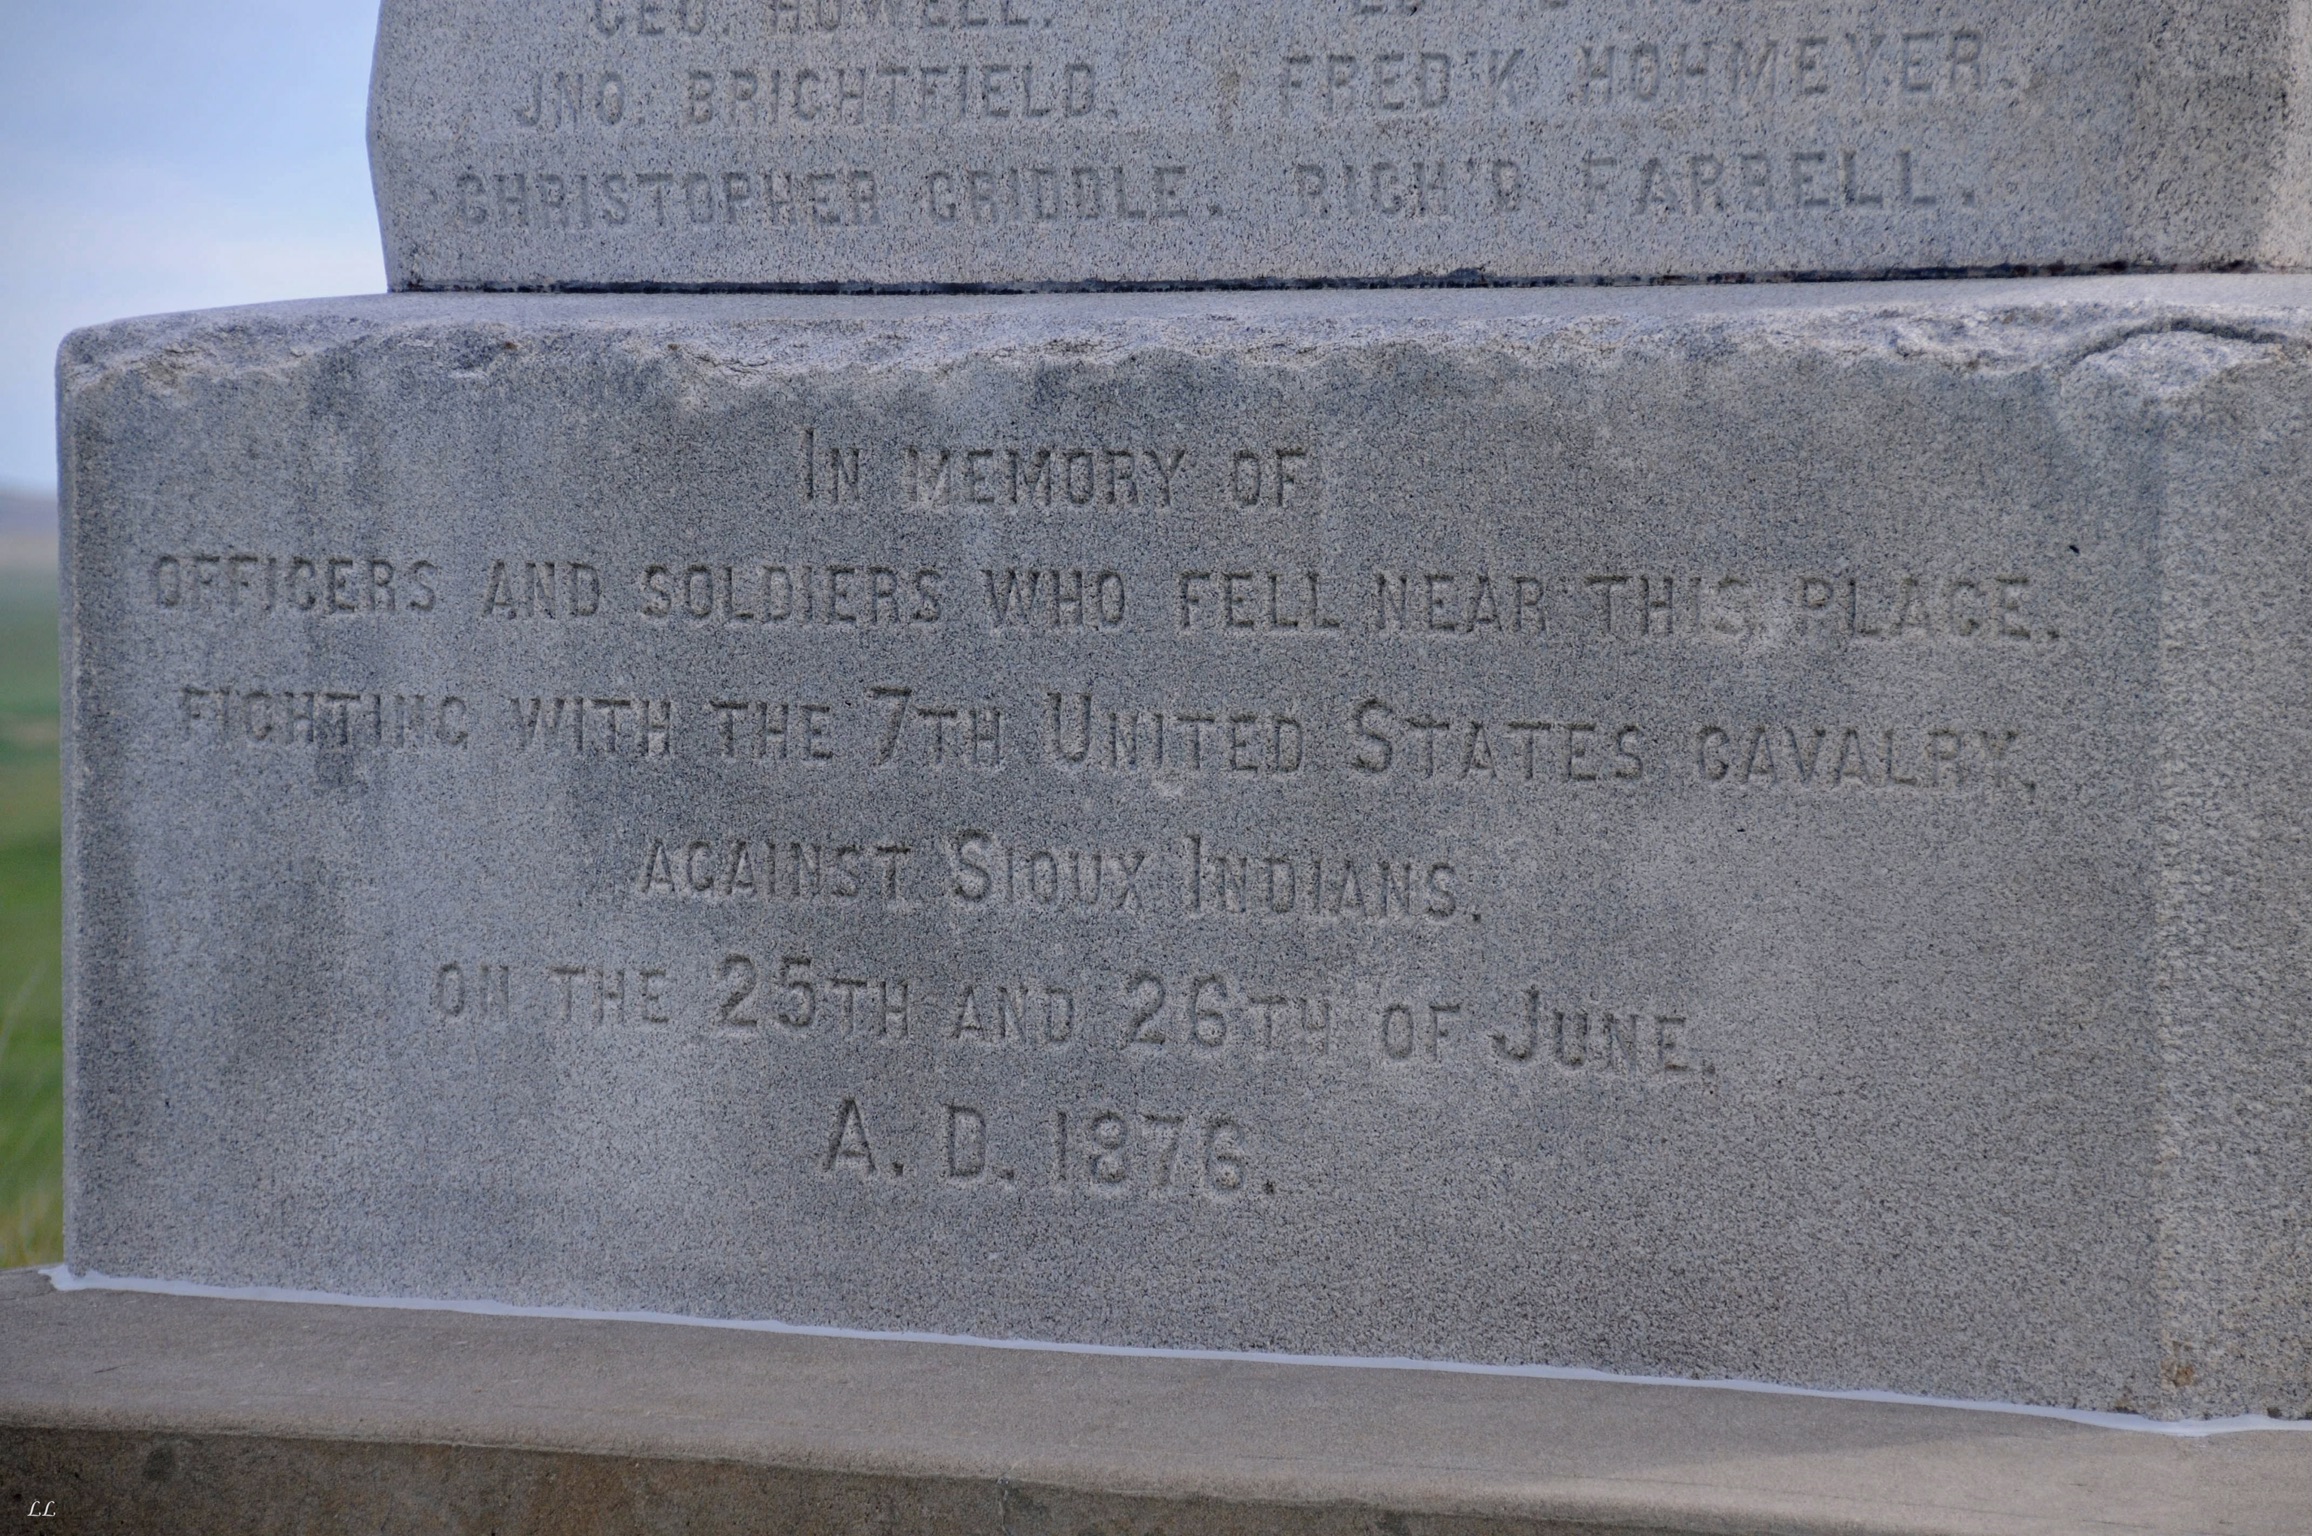 GEO. HOWELL.
JNO. BRIGHTFIELD. FRED'K HOHMEYER.
CHRISTOPHER CRIDDLE. RICH'D FARRELL.
IN MEMORY OF
OFFICERS AND SOLDIERS WHO FELL NEAR THIS PLACE,
FIGHTING WITH THE 7TH UNITED STATES CAVALRY,
AGAINST SIOUX INDIANS.
ON THE 25TH AND 26TH OF JUNE,
A. D. 1876.
LL